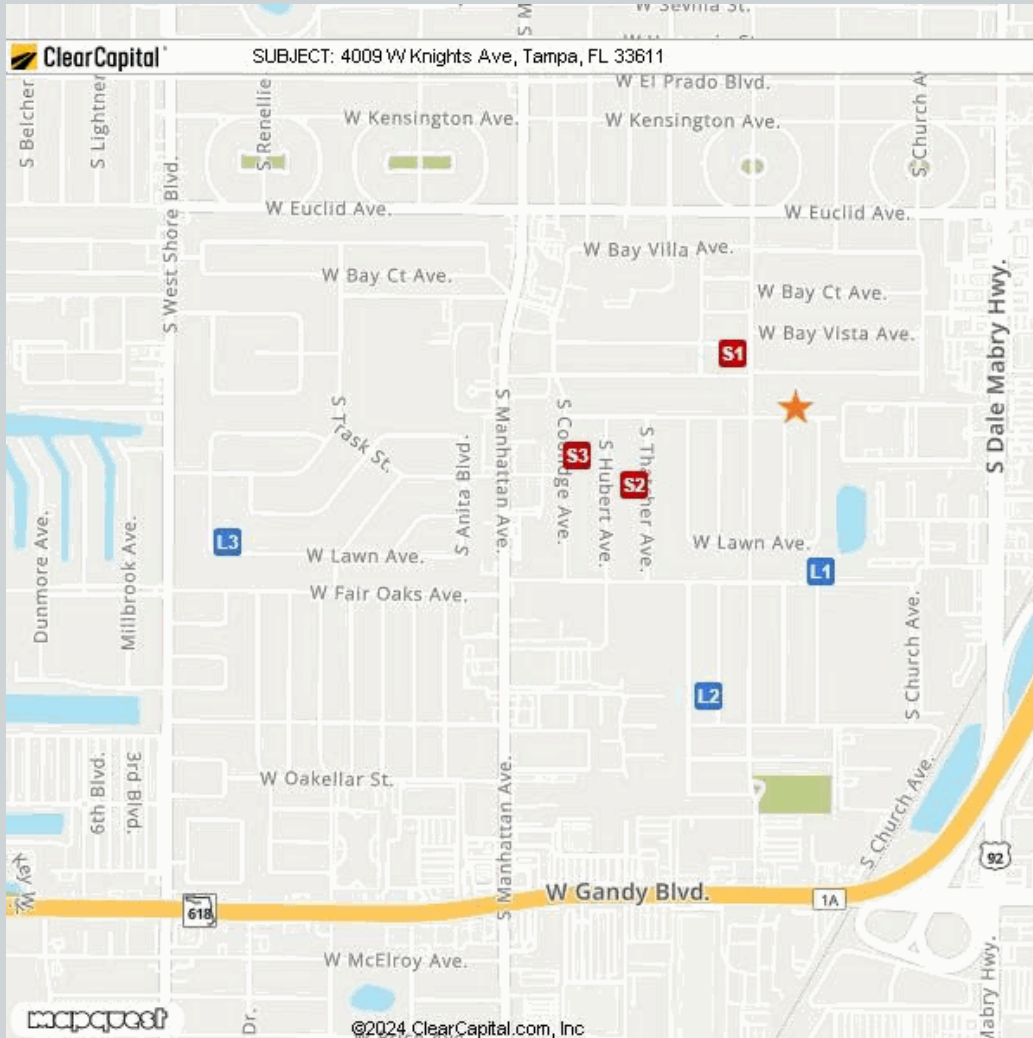 W Sevilla St.
S M
ClearCapital
SUBJECT: 4009 W Knights Ave, Tampa, FL 33611
W El Prado Blvd.
S Belcher
S Lightner
S Renellie
W Kensington Ave.
W Kensington Ave.
S Church A
S West Shore Blvd.
W Euclid Ave.
W Euclid Ave.
W Bay Villa Ave.
W Bay Ct Ave.
W Bay Ct Ave.
S Dale Mabry Hwy.
W Bay Vista Ave.
S1
S Trask St.
S Manhattan Ave.
S Anita Blvd.
S3
S Hubert Ave.
S2
Dunmore Ave.
Millbrook Ave.
L3
W Lawn Ave.
W Lawn Ave.
L1
W Fair Oaks Ave.
S Church Ave.
L2
6th Blvd.
3rd Blvd.
W Oakellar St.
S Manhattan Ave.
S Church Ave.
92
Key W
W Gandy Blvd.
1A
618
W McElroy Ave.
Mabry Hwy.
Dr.
mapquest
©2024 ClearCapital.com, Inc